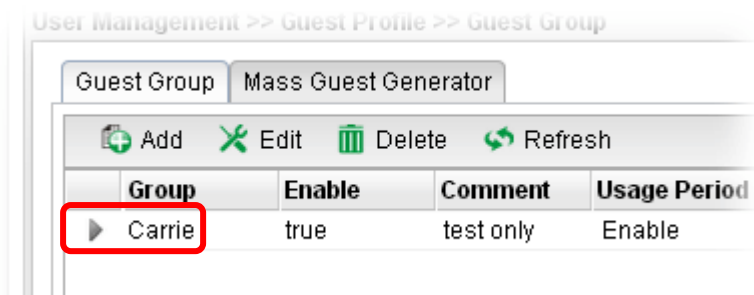 User Management >> Guest Profile >> Guest Group
Guest Group Mass Guest Generator
Add Edit Delete Refresh
Group Enable Comment Usage Period
Carrie true test only Enable